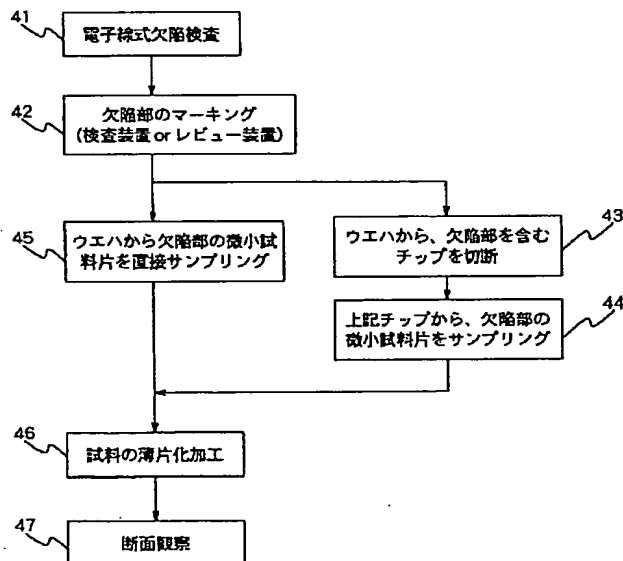 41
電子線式欠陥検査
42
欠陥部のマーキング
(検査装置orレビュー装置)
45
ウエハから欠陥部の微小試
料片を直接サンプリング
43
ウエハから、欠陥部を含む
チップを切断
44
上記チップから、欠陥部の
微小試料片をサンプリング
46
試料の薄片化加工
47
断面観察